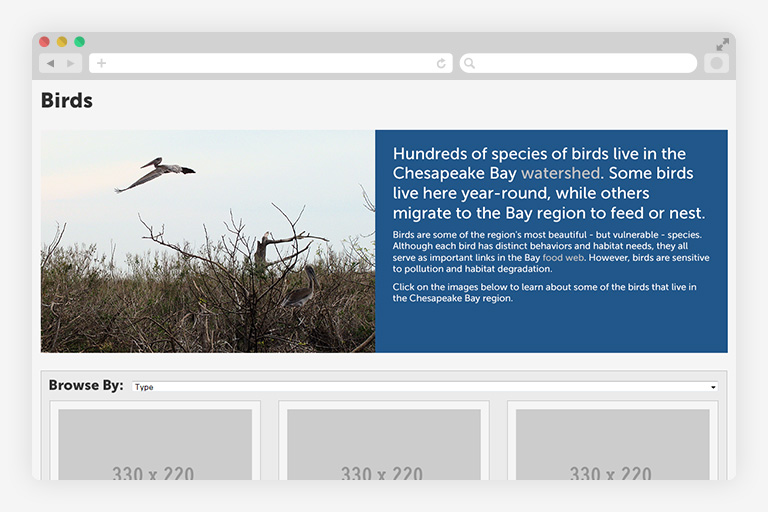 Birds
Hundreds of species of birds live in the
Chesapeake Bay watershed. Some birds
live here year-round, while others
migrate to the Bay region to feed or nest.
Birds are some of the region's most beautiful - but vulnerable - species.
Although each bird has distinct behaviors and habitat needs, they all
serve as important links in the Bay food web. However, birds are sensitive
to pollution and habitat degradation.
Click on the images below to learn about some of the birds that live in
the Chesapeake Bay region.
Browse By: Type
330 x 220 330 x 220 330 x 220